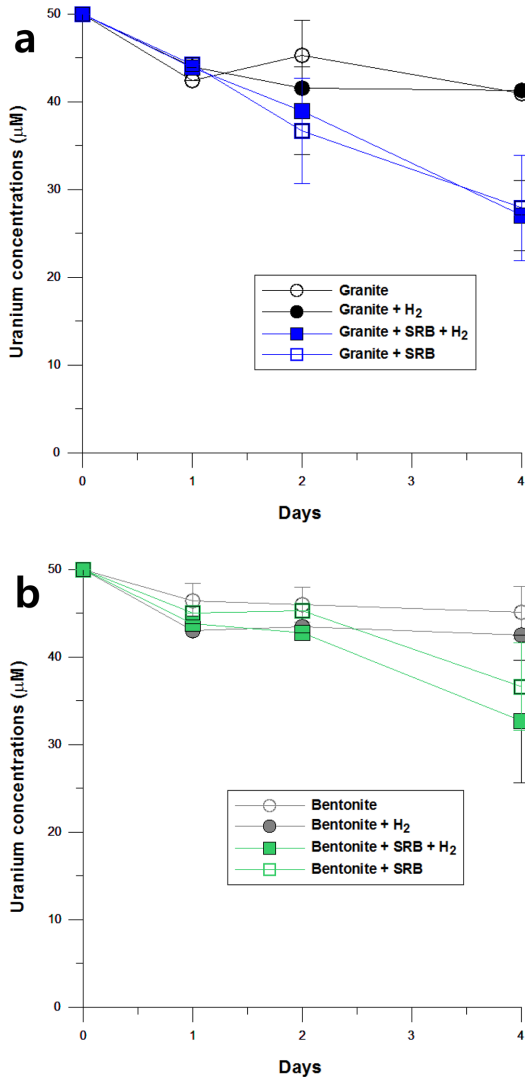 a
50
40
30
20
10
0
Uranium concentrations (µM)
Granite
Granite + H₂
Granite + SRB + H₂
Granite + SRB
0 1 2 3 4
Days
b
50
40
30
20
10
0
Uranium concentrations (µM)
Bentonite
Bentonite + H₂
Bentonite + SRB + H₂
Bentonite + SRB
0 1 2 3 4
Days